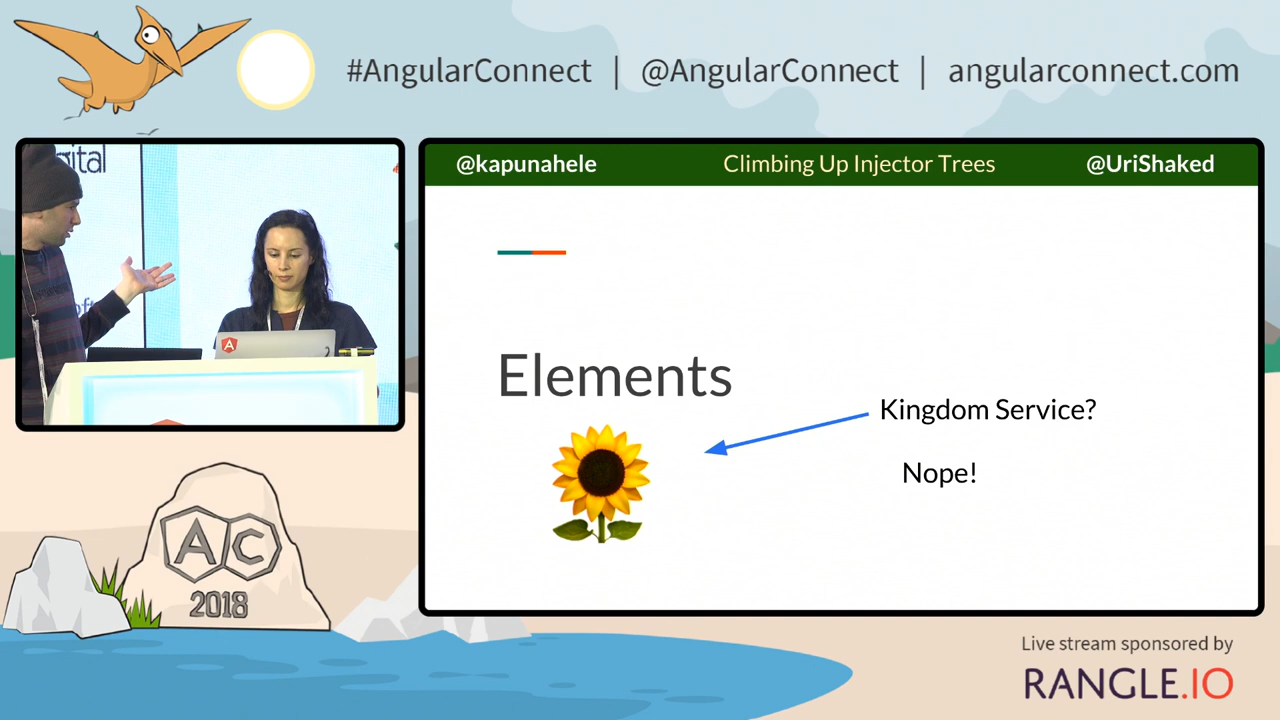 #AngularConnect | @AngularConnect | angularconnect.com
gital
@kapunahele Climbing Up Injector Trees @UriShaked
Elements
Kingdom Service?
Nope!
AC
2018
Live stream sponsored by
RANGLE.IO